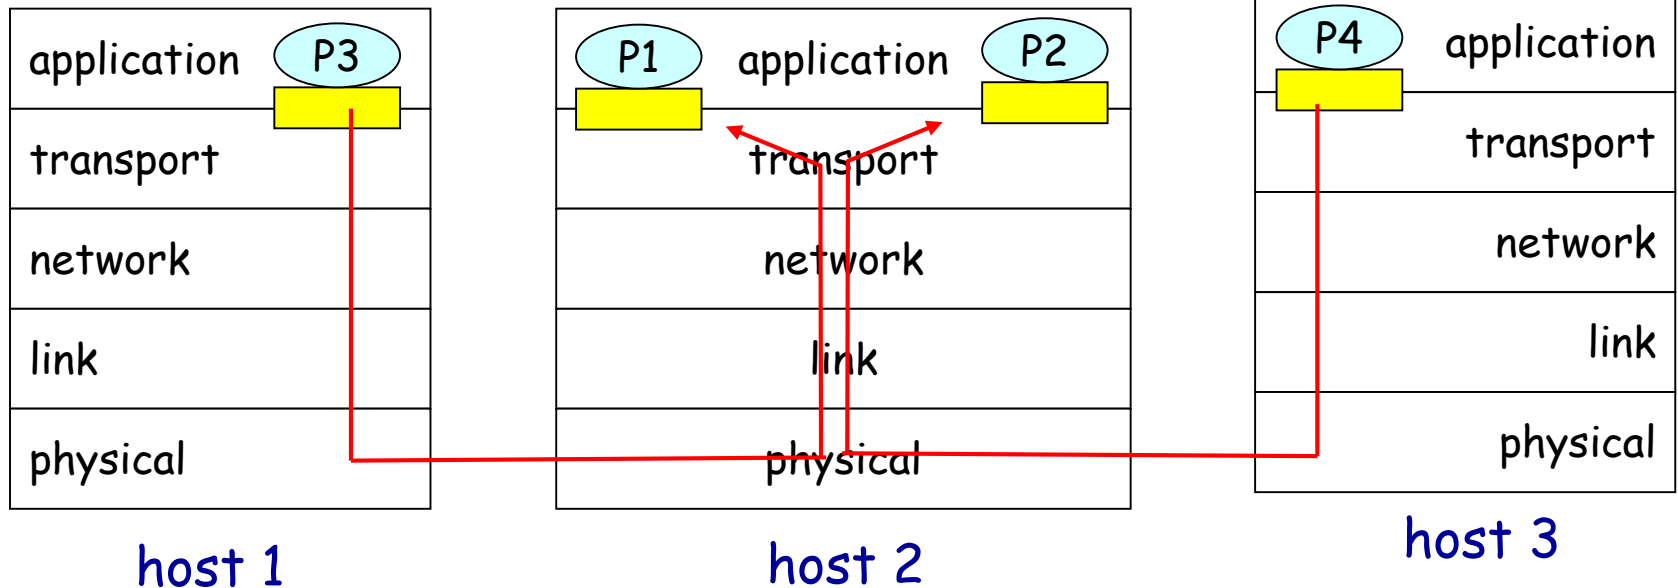 application P3
transport
network
link
physical
host 1
P1 application P2
transport
network
link
physical
host 2
P4 application
transport
network
link
physical
host 3